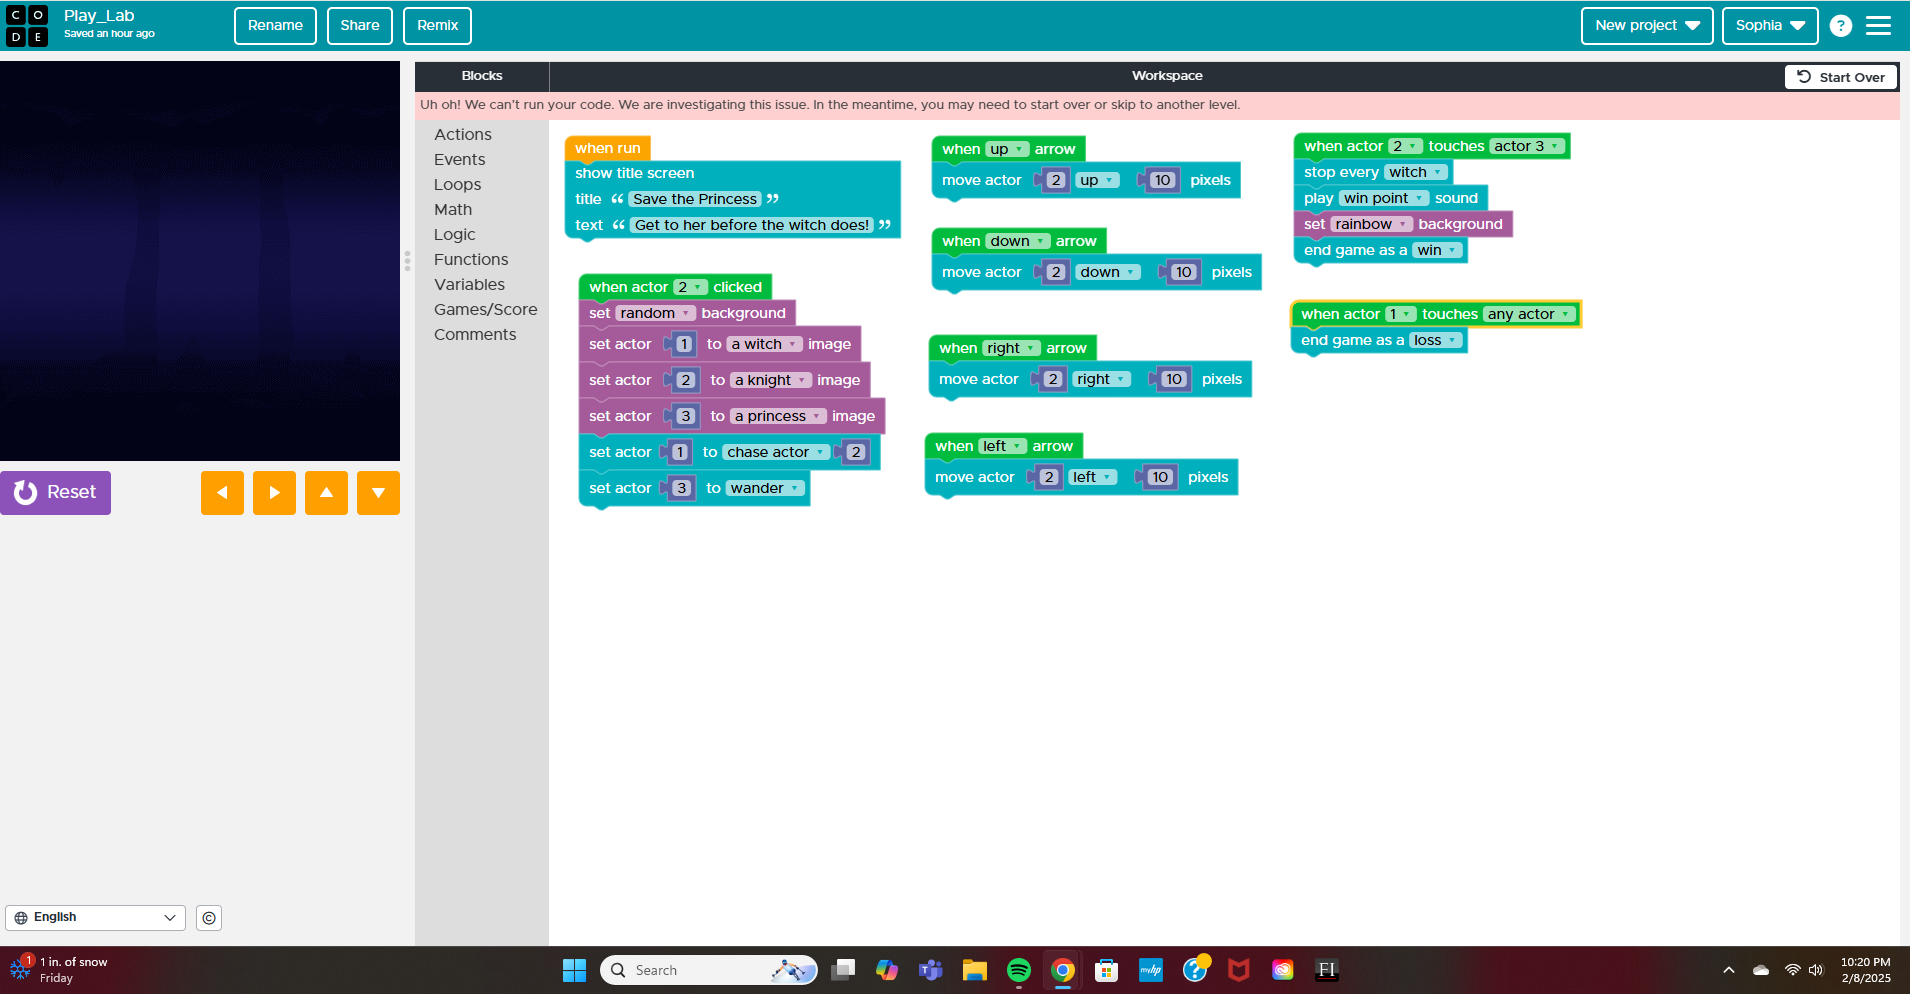 C O
D E
Play_Lab
Saved an hour ago
Rename
Share
Remix
New project
Sophia
?
Blocks
Workspace
Start Over
Uh oh! We can't run your code. We are investigating this issue. In the meantime, you may need to start over or skip to another level.
Actions
Events
Loops
Math
Logic
Functions
Variables
Games/Score
Comments
when run
show title screen
title “ Save the Princess ”
text “ Get to her before the witch does! ”
when actor 2 clicked
set random background
set actor 1 to a witch image
set actor 2 to a knight image
set actor 3 to a princess image
set actor 1 to chase actor 2
set actor 3 to wander
when up arrow
move actor 2 up 10 pixels
when down arrow
move actor 2 down 10 pixels
when right arrow
move actor 2 right 10 pixels
when left arrow
move actor 2 left 10 pixels
when actor 2 touches actor 3
stop every witch
play win point sound
set rainbow background
end game as a win
when actor 1 touches any actor
end game as a loss
Reset
English
©
1
1 in. of snow
Friday
Search
myhp
?
FI
10:20 PM
2/8/2025